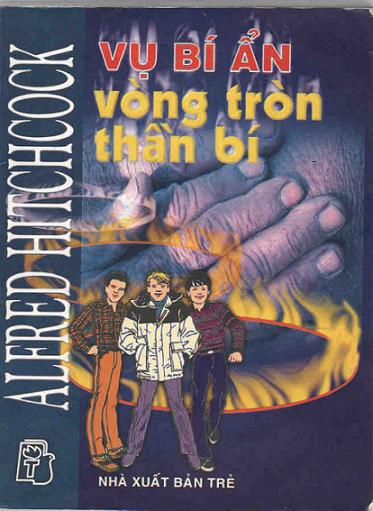 ALFRED HITCHCOCK
VỤ BÍ ẨN
vòng tròn
thần bí
T
NHÀ XUẤT BẢN TRẺ